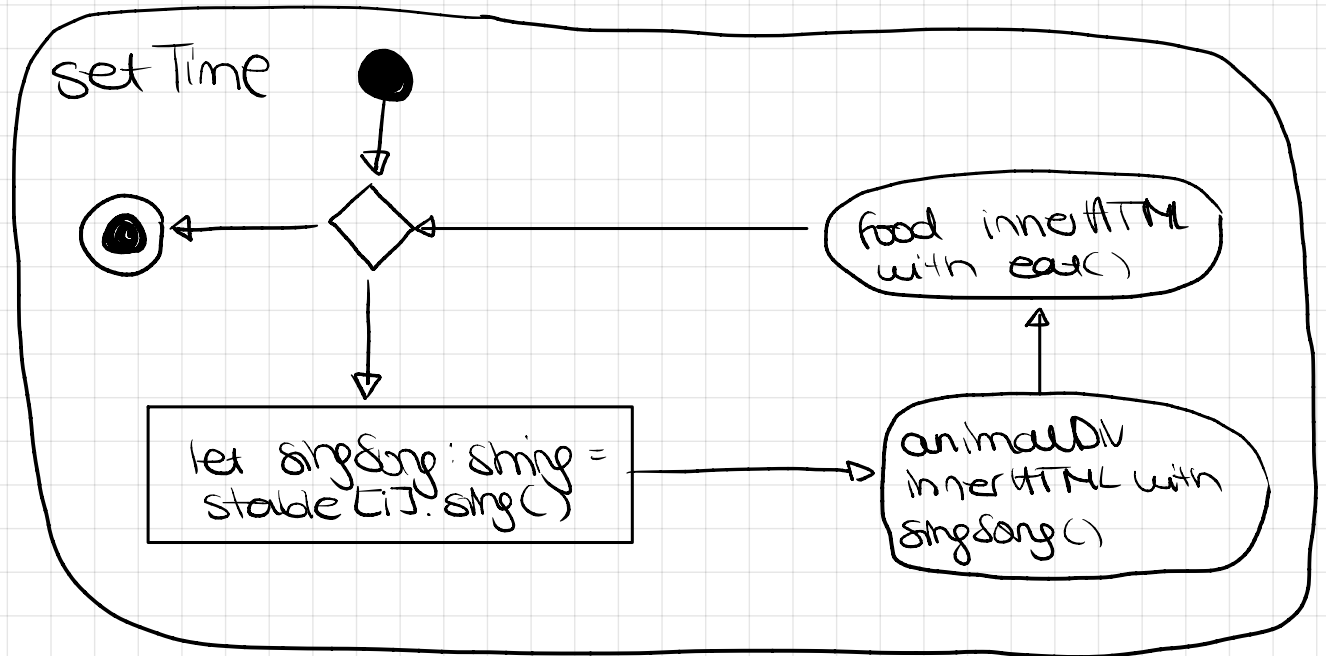 setTime
food innerHTML
with eat()
let singSong: string =
stable[i].sing()
animalDiv
innerHTML with
singSong()